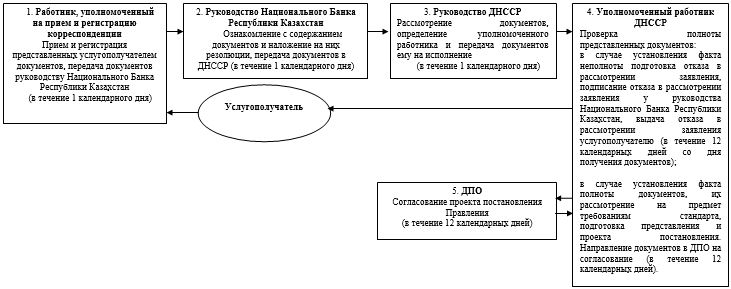 1. Работник, уполномоченный
на прием и регистрацию
корреспонденции
Прием и регистрация
представленных услугополучателем
документов, передача документов
руководству Национального Банка
Республики Казахстан
(в течение 1 календарного дня)
2. Руководство Национального Банка
Республики Казахстан
Ознакомление с содержанием
документов и наложение на них
резолюции, передача документов в
ДНССР (в течение 1 календарного дня)
3. Руководство ДНССР
Рассмотрение документов,
определение уполномоченного
работника и передача документов
ему на исполнение
(в течение 1 календарного дня)
4. Уполномоченный работник
ДНССР
Проверка полноты
представленных документов:
в случае установления факта
неполноты подготовка отказа в
рассмотрении заявления,
подписание отказа в рассмотрении
заявления у руководства
Национального Банка Республики
Казахстан, выдача отказа в
рассмотрении заявления
услугополучателю (в течение 12
календарных дней со дня
получения документов);
в случае установления факта
полноты документов, их
рассмотрение на предмет
требованиям стандарта,
подготовка представления и
проекта постановления.
Направление документов в ДПО на
согласование (в течение 12
календарных дней).
Услугополучатель
5. ДПО
Согласование проекта постановления
Правления
(в течение 12 календарных дней)